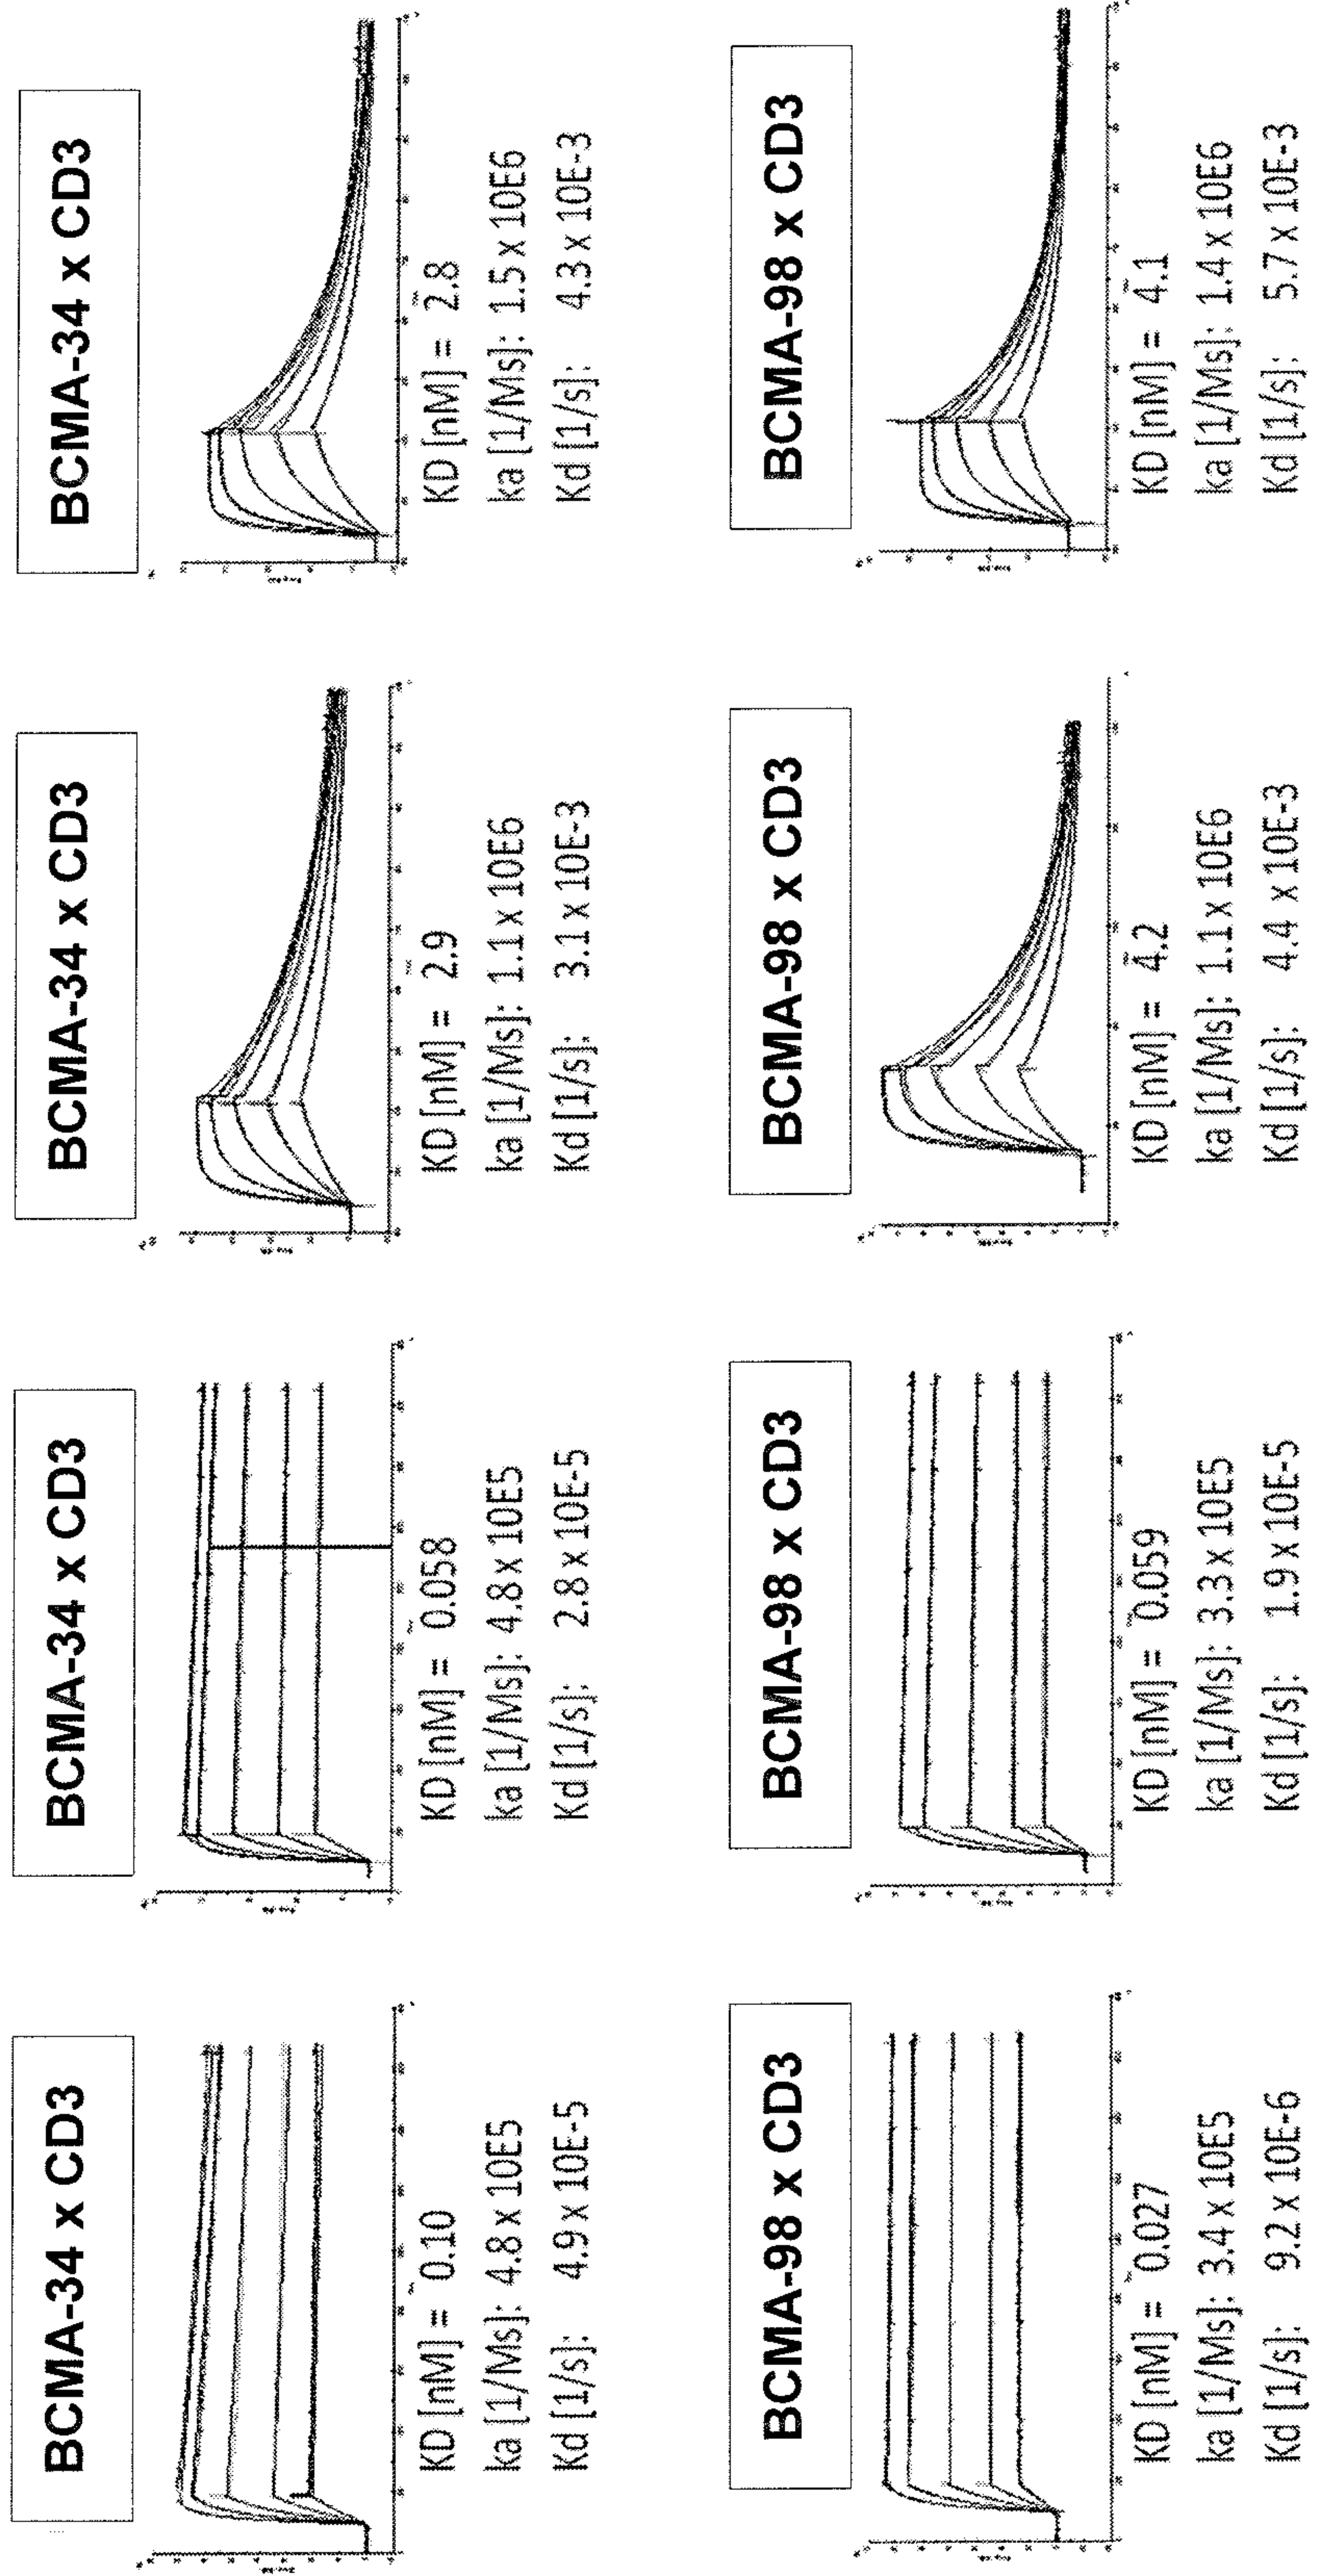 BCMA-34 x CD3
KD [nM] = 0.10
ka [1/Ms]: 4.8 x 10E5
Kd [1/s]: 4.9 x 10E-5
BCMA-34 x CD3
KD [nM] = 0.058
ka [1/Ms]: 4.8 x 10E5
Kd [1/s]: 2.8 x 10E-5
BCMA-34 x CD3
KD [nM] = 2.9
ka [1/Ms]: 1.1 x 10E6
Kd [1/s]: 3.1 x 10E-3
BCMA-34 x CD3
KD [nM] = 2.8
ka [1/Ms]: 1.5 x 10E6
Kd [1/s]: 4.3 x 10E-3
BCMA-98 x CD3
KD [nM] = 0.027
ka [1/Ms]: 3.4 x 10E5
Kd [1/s]: 9.2 x 10E-6
BCMA-98 x CD3
KD [nM] = 0.059
ka [1/Ms]: 3.3 x 10E5
Kd [1/s]: 1.9 x 10E-5
BCMA-98 x CD3
KD [nM] = 4.2
ka [1/Ms]: 1.1 x 10E6
Kd [1/s]: 4.4 x 10E-3
BCMA-98 x CD3
KD [nM] = 4.1
ka [1/Ms]: 1.4 x 10E6
Kd [1/s]: 5.7 x 10E-3